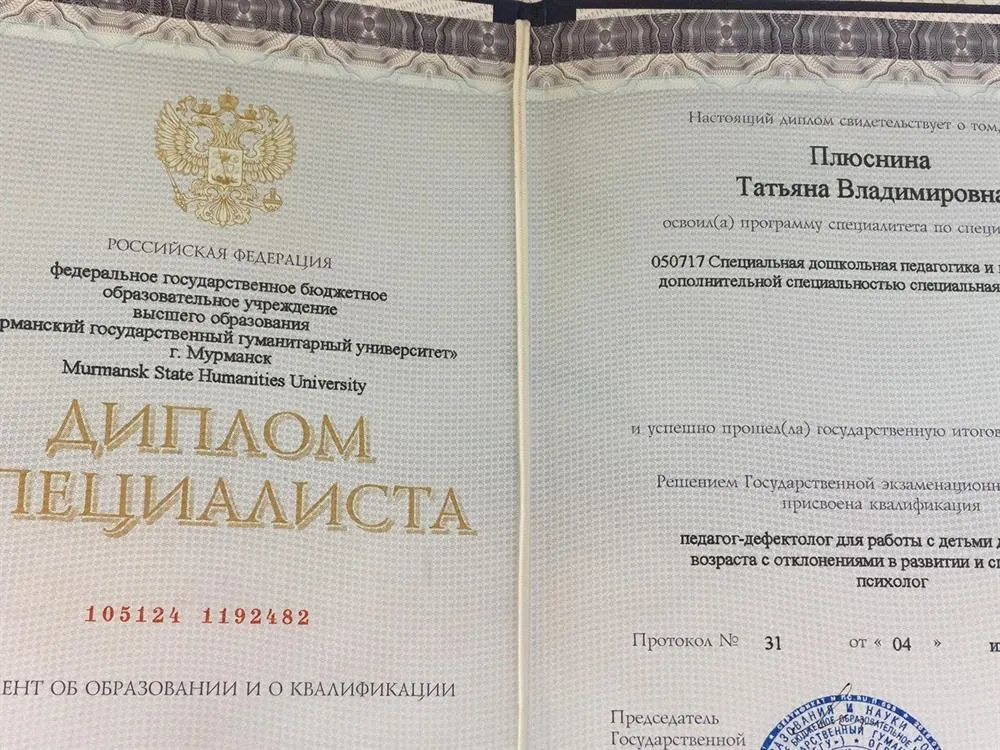 РОССИЙСКАЯ ФЕДЕРАЦИЯ
федеральное государственное бюджетное
образовательное учреждение
высшего образования
рманский государственный гуманитарный университет»
г. Мурманск
Murmansk State Humanities University
ДИПЛОМ
ПЕЦИАЛИСТА
105124 1192482
ЕНТ ОБ ОБРАЗОВАНИИ И О КВАЛИФИКАЦИИ
Настоящий диплом свидетельствует о том,
Плюснина
Татьяна Владимировна
освоил(а) программу специалитета по специ
050717 Специальная дошкольная педагогика и
дополнительной специальностью специальная
и успешно прошел(ла) государственную итогов
Решением Государственной экзаменационн
присвоена квалификация
педагог-дефектолог для работы с детьми д
возраста с отклонениями в развитии и сп
психолог
Протокол № 31 от « 04 » и
Председатель
Государственной